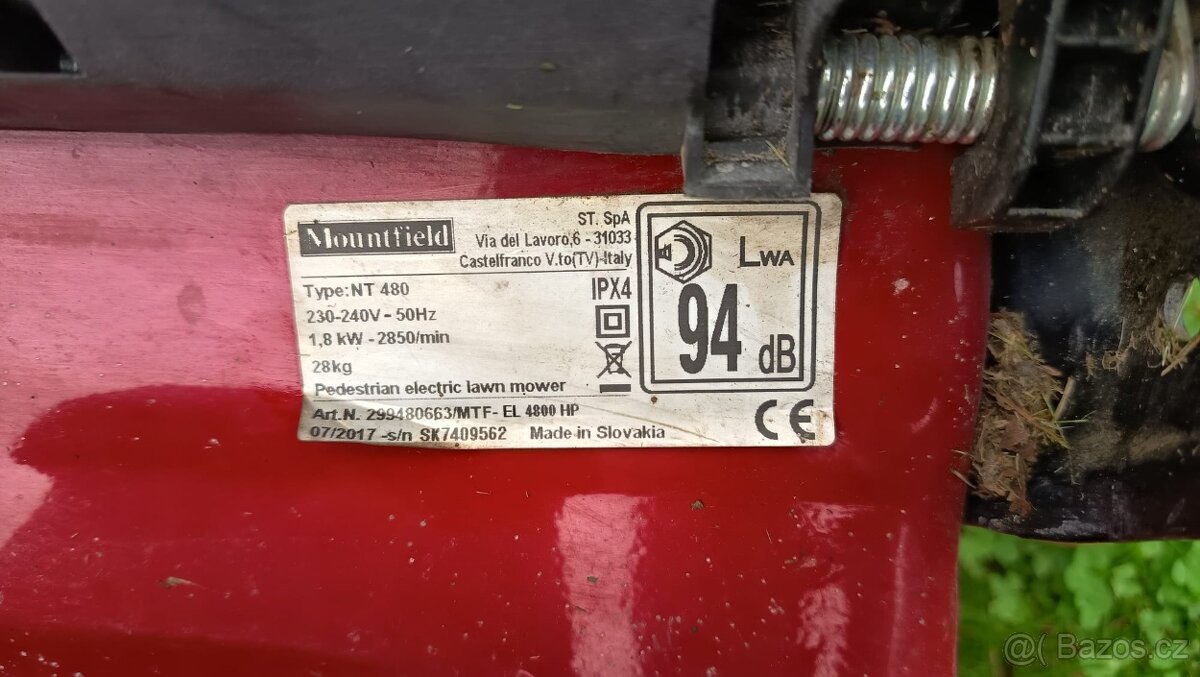 Mountfield
ST. SpA
Via del Lavoro,6 - 31033
Castelfranco V.to(TV)-Italy
Type:NT 480
IPX4
230-240V - 50Hz
1,8 kW - 2850/min
28kg
Pedestrian electric lawn mower
Art.N. 299480663/MTF- EL 4800 HP
07/2017 -s/n SK7409562 Made in Slovakia
LWA
94 dB
CE
@( Bazos.cz